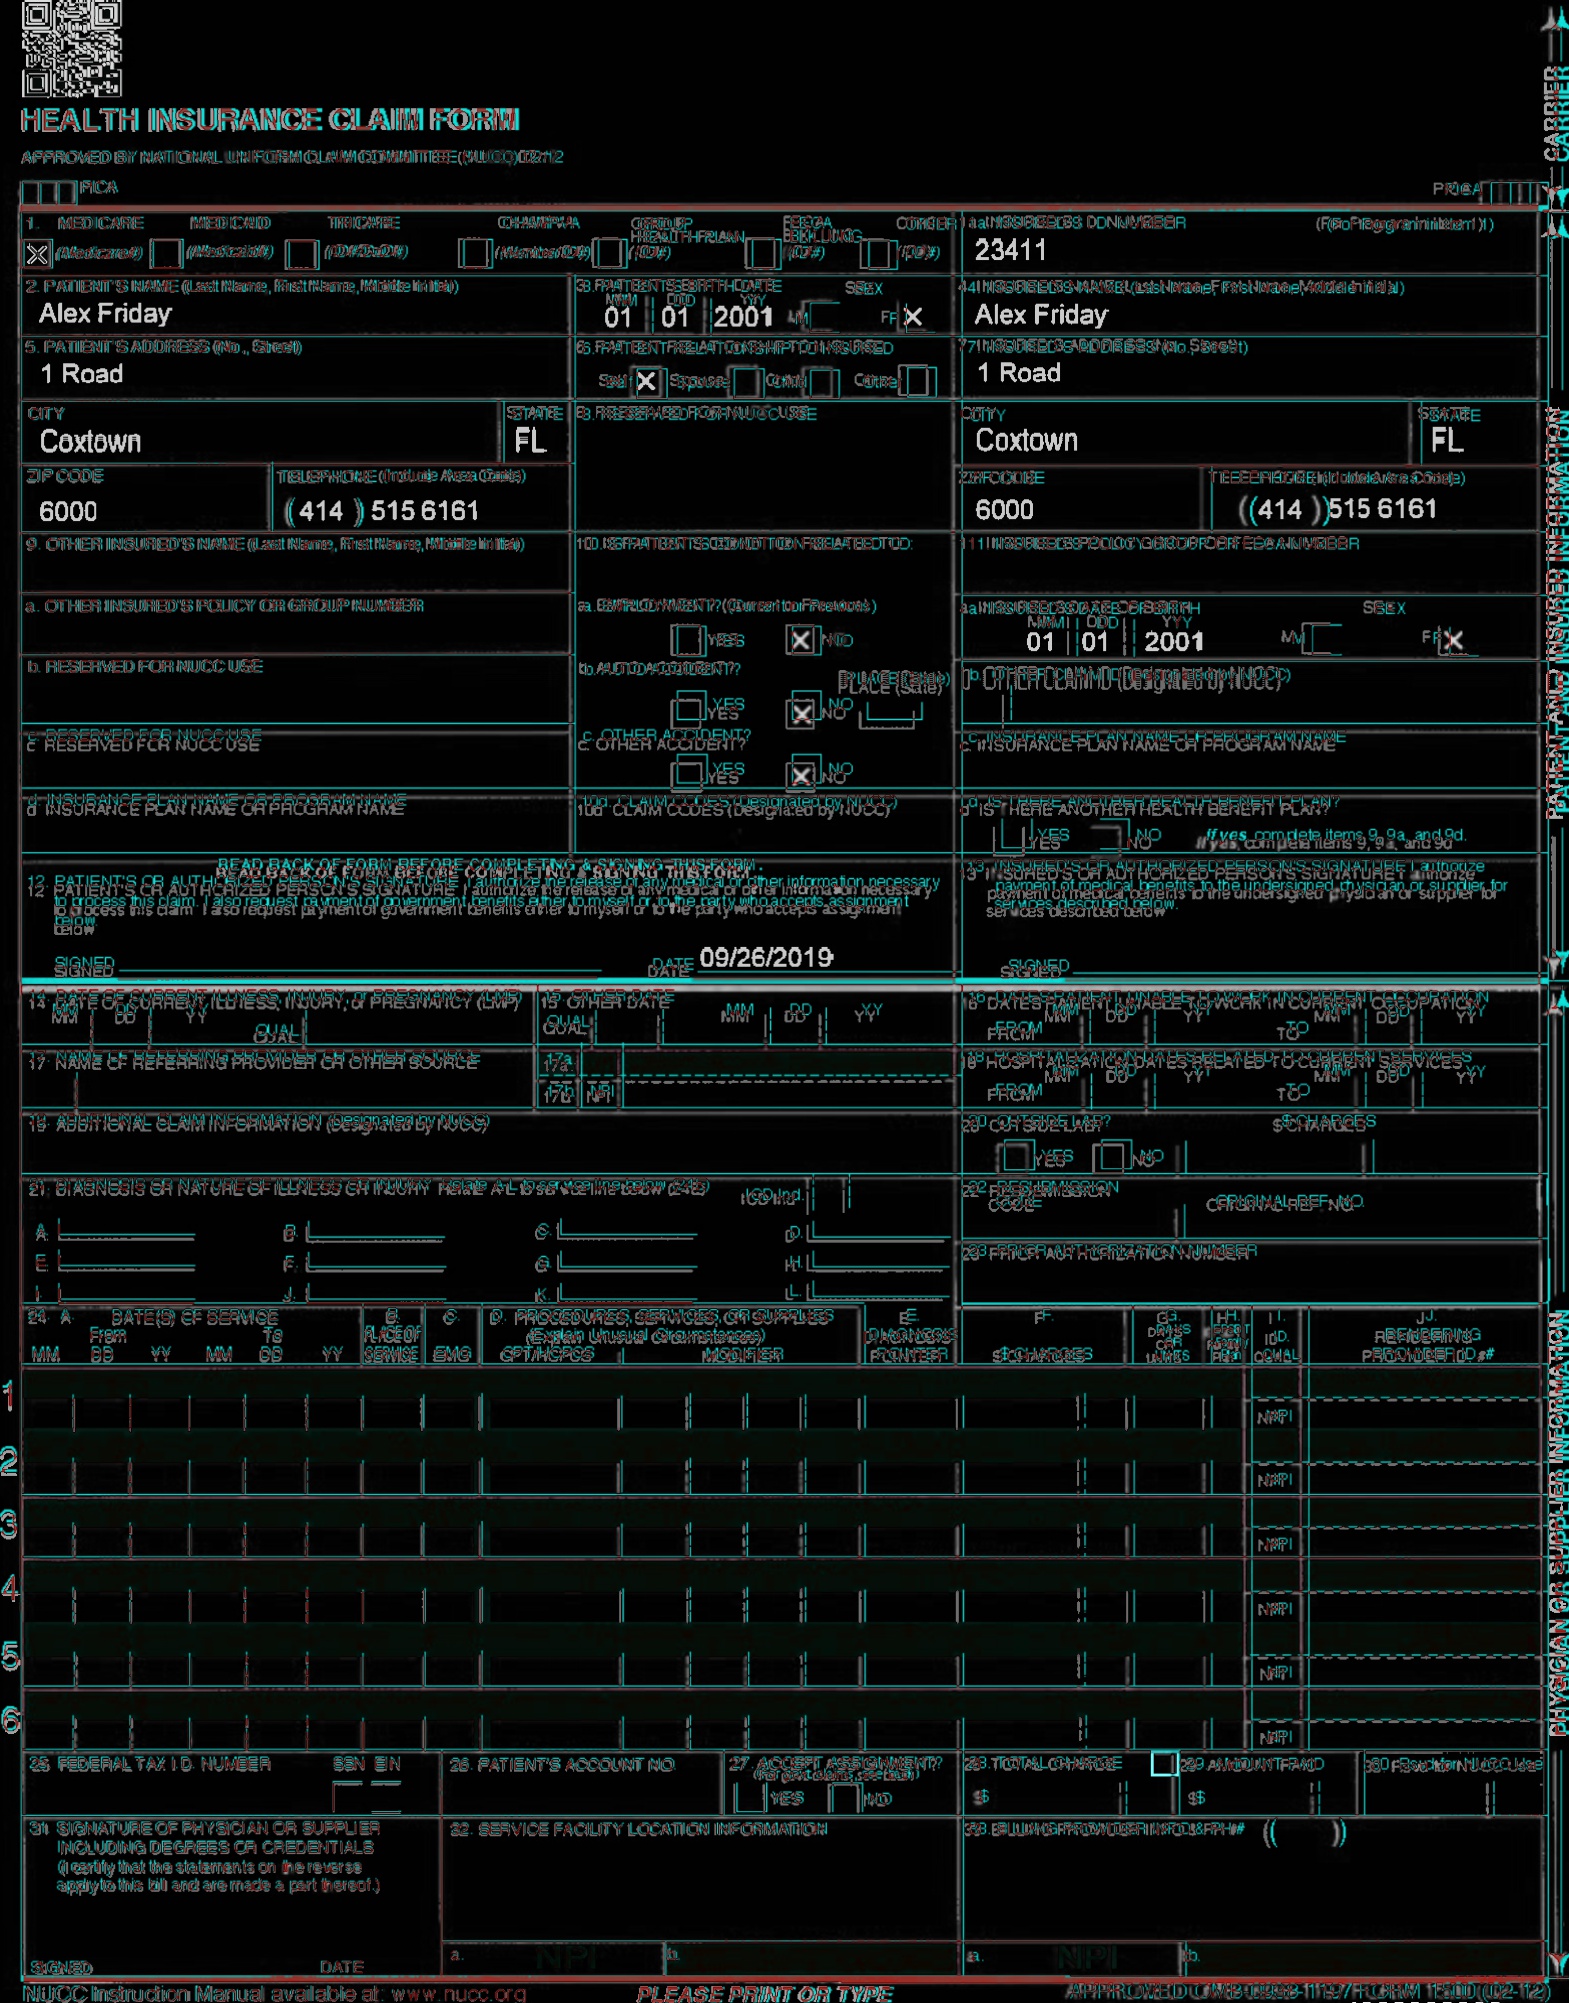 HEALTH INSURANCE CLAIM FORM
APPROVED BY NATIONAL UNIFORM CLAIM COMMITTEE (NUCC) 02/12
PICA
PICA
CARRIER
1. MEDICARE MEDICAID TRICARE CHAMPVA GROUP HEALTH PLAN FECA BLK LUNG OTHER
(Medicare#) (Medicaid#) (ID#/DoD#) (Member ID#) (ID#) (ID#) (ID#)
1a. INSURED'S I.D. NUMBER (For Program in Item 1)
23411
2. PATIENT'S NAME (Last Name, First Name, Middle Initial)
Alex Friday
3. PATIENT'S BIRTH DATE SEX
MM DD YY
01 01 2001 M F X
4. INSURED'S NAME (Last Name, First Name, Middle Initial)
Alex Friday
5. PATIENT'S ADDRESS (No., Street)
1 Road
6. PATIENT RELATIONSHIP TO INSURED
Self X Spouse Child Other
7. INSURED'S ADDRESS (No. Street)
1 Road
CITY STATE
Coxtown FL
8. RESERVED FOR NUCC USE
CITY STATE
Coxtown FL
ZIP CODE TELEPHONE (Include Area Code)
6000 (414) 515 6161
ZIP CODE TELEPHONE (Include Area Code)
6000 (414) 515 6161
9. OTHER INSURED'S NAME (Last Name, First Name, Middle Initial)
10. IS PATIENT'S CONDITION RELATED TO:
11. INSURED'S POLICY GROUP OR FECA NUMBER
a. OTHER INSURED'S POLICY OR GROUP NUMBER
a. EMPLOYMENT? (Current or Previous)
YES X NO
a. INSURED'S DATE OF BIRTH SEX
MM DD YY
01 01 2001 M F X
b. RESERVED FOR NUCC USE
b. AUTO ACCIDENT? PLACE (State)
YES X NO
b. OTHER CLAIM ID (Designated by NUCC)
c. RESERVED FOR NUCC USE
c. OTHER ACCIDENT?
YES X NO
c. INSURANCE PLAN NAME OR PROGRAM NAME
d. INSURANCE PLAN NAME OR PROGRAM NAME
10d. CLAIM CODES (Designated by NUCC)
d. IS THERE ANOTHER HEALTH BENEFIT PLAN?
YES NO If yes, complete items 9, 9a, and 9d.
READ BACK OF FORM BEFORE COMPLETING & SIGNING THIS FORM.
12. PATIENT'S OR AUTHORIZED PERSON'S SIGNATURE I authorize the release of any medical or other information necessary
to process this claim. I also request payment of government benefits either to myself or to the party who accepts assignment
below.
SIGNED DATE 09/26/2019
13. INSURED'S OR AUTHORIZED PERSON'S SIGNATURE I authorize
payment of medical benefits to the undersigned physician or supplier for
services described below.
SIGNED
PATIENT AND INSURED INFORMATION
14. DATE OF CURRENT ILLNESS, INJURY, or PREGNANCY (LMP)
MM DD YY QUAL.
15. OTHER DATE
QUAL. MM DD YY
16. DATES PATIENT UNABLE TO WORK IN CURRENT OCCUPATION
MM DD YY MM DD YY
FROM TO
17. NAME OF REFERRING PROVIDER OR OTHER SOURCE
17a.
17b. NPI
18. HOSPITALIZATION DATES RELATED TO CURRENT SERVICES
MM DD YY MM DD YY
FROM TO
19. ADDITIONAL CLAIM INFORMATION (Designated by NUCC)
20. OUTSIDE LAB? $ CHARGES
YES NO
21. DIAGNOSIS OR NATURE OF ILLNESS OR INJURY Relate A-L to service line below (24E) ICD Ind.
A. B. C. D.
E. F. G. H.
I. J. K. L.
22. RESUBMISSION CODE ORIGINAL REF. NO.
23. PRIOR AUTHORIZATION NUMBER
24. A. DATE(S) OF SERVICE B. C. D. PROCEDURES, SERVICES, OR SUPPLIES E. F. G. H. I. J.
From To PLACE OF (Explain Unusual Circumstances) DIAGNOSIS DAYS OR ID. RENDERING
MM DD YY MM DD YY SERVICE EMG CPT/HCPCS MODIFIER POINTER $ CHARGES UNITS QUAL. PROVIDER ID. #
1 NPI
2 NPI
3 NPI
4 NPI
5 NPI
6 NPI
PHYSICIAN OR SUPPLIER INFORMATION
25. FEDERAL TAX I.D. NUMBER SSN EIN
26. PATIENT'S ACCOUNT NO.
27. ACCEPT ASSIGNMENT?
YES NO
28. TOTAL CHARGE
$
29. AMOUNT PAID
$
30. Rsvd for NUCC Use
31. SIGNATURE OF PHYSICIAN OR SUPPLIER
INCLUDING DEGREES OR CREDENTIALS
(I certify that the statements on the reverse
apply to this bill and are made a part thereof.)
SIGNED DATE
32. SERVICE FACILITY LOCATION INFORMATION
a. NPI b.
33. BILLING PROVIDER INFO & PH # ( )
a. NPI b.
NUCC Instruction Manual available at: www.nucc.org
PLEASE PRINT OR TYPE
APPROVED OMB-0938-1197 FORM 1500 (02-12)